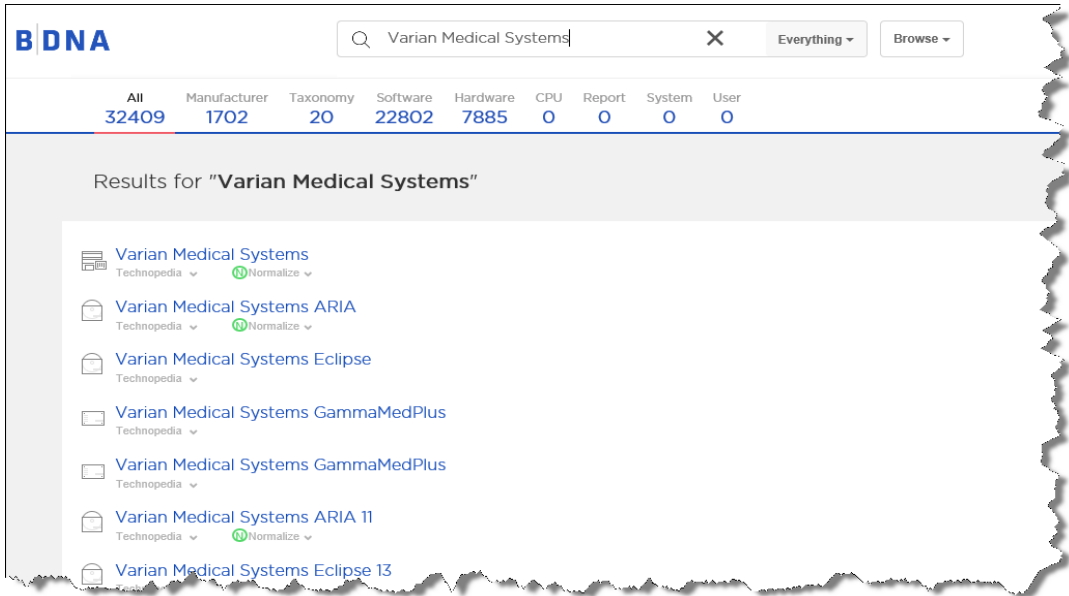 BDNA
Varian Medical Systems
Everything
Browse
All Manufacturer Taxonomy Software Hardware CPU Report System User
32409 1702 20 22802 7885 0 0 0 0
Results for "Varian Medical Systems"
Varian Medical Systems
Technopedia N Normalize
Varian Medical Systems ARIA
Technopedia N Normalize
Varian Medical Systems Eclipse
Technopedia
Varian Medical Systems GammaMedPlus
Technopedia
Varian Medical Systems GammaMedPlus
Technopedia
Varian Medical Systems ARIA 11
Technopedia N Normalize
Varian Medical Systems Eclipse 13